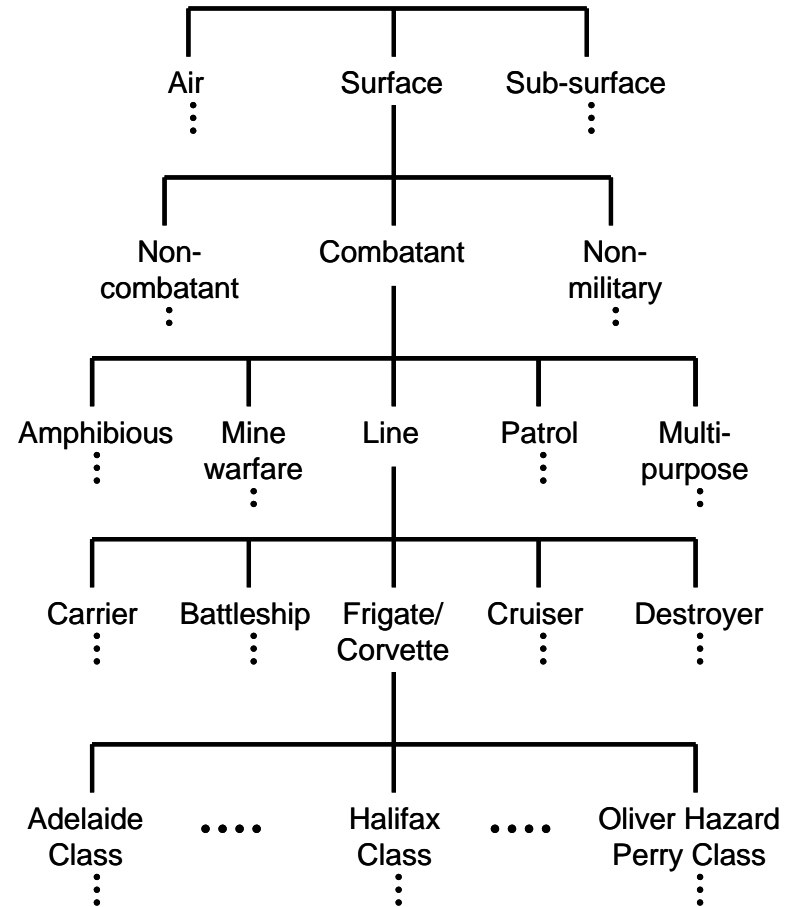 Air Surface Sub-surface
Non- Combatant Non-
combatant military
Amphibious Mine Line Patrol Multi-
warfare purpose
Carrier Battleship Frigate/ Cruiser Destroyer
Corvette
Adelaide Halifax Oliver Hazard
Class Class Perry Class